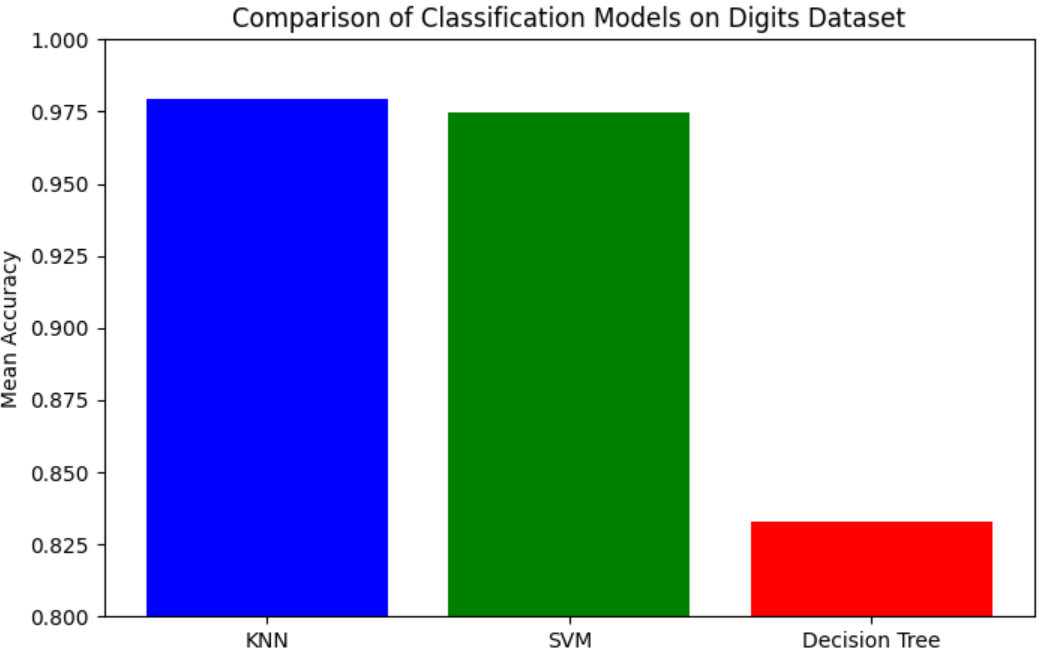 Comparison of Classification Models on Digits Dataset
1.000
0.975
0.950
0.925
0.900
0.875
0.850
0.825
0.800
Mean Accuracy
KNN
SVM
Decision Tree